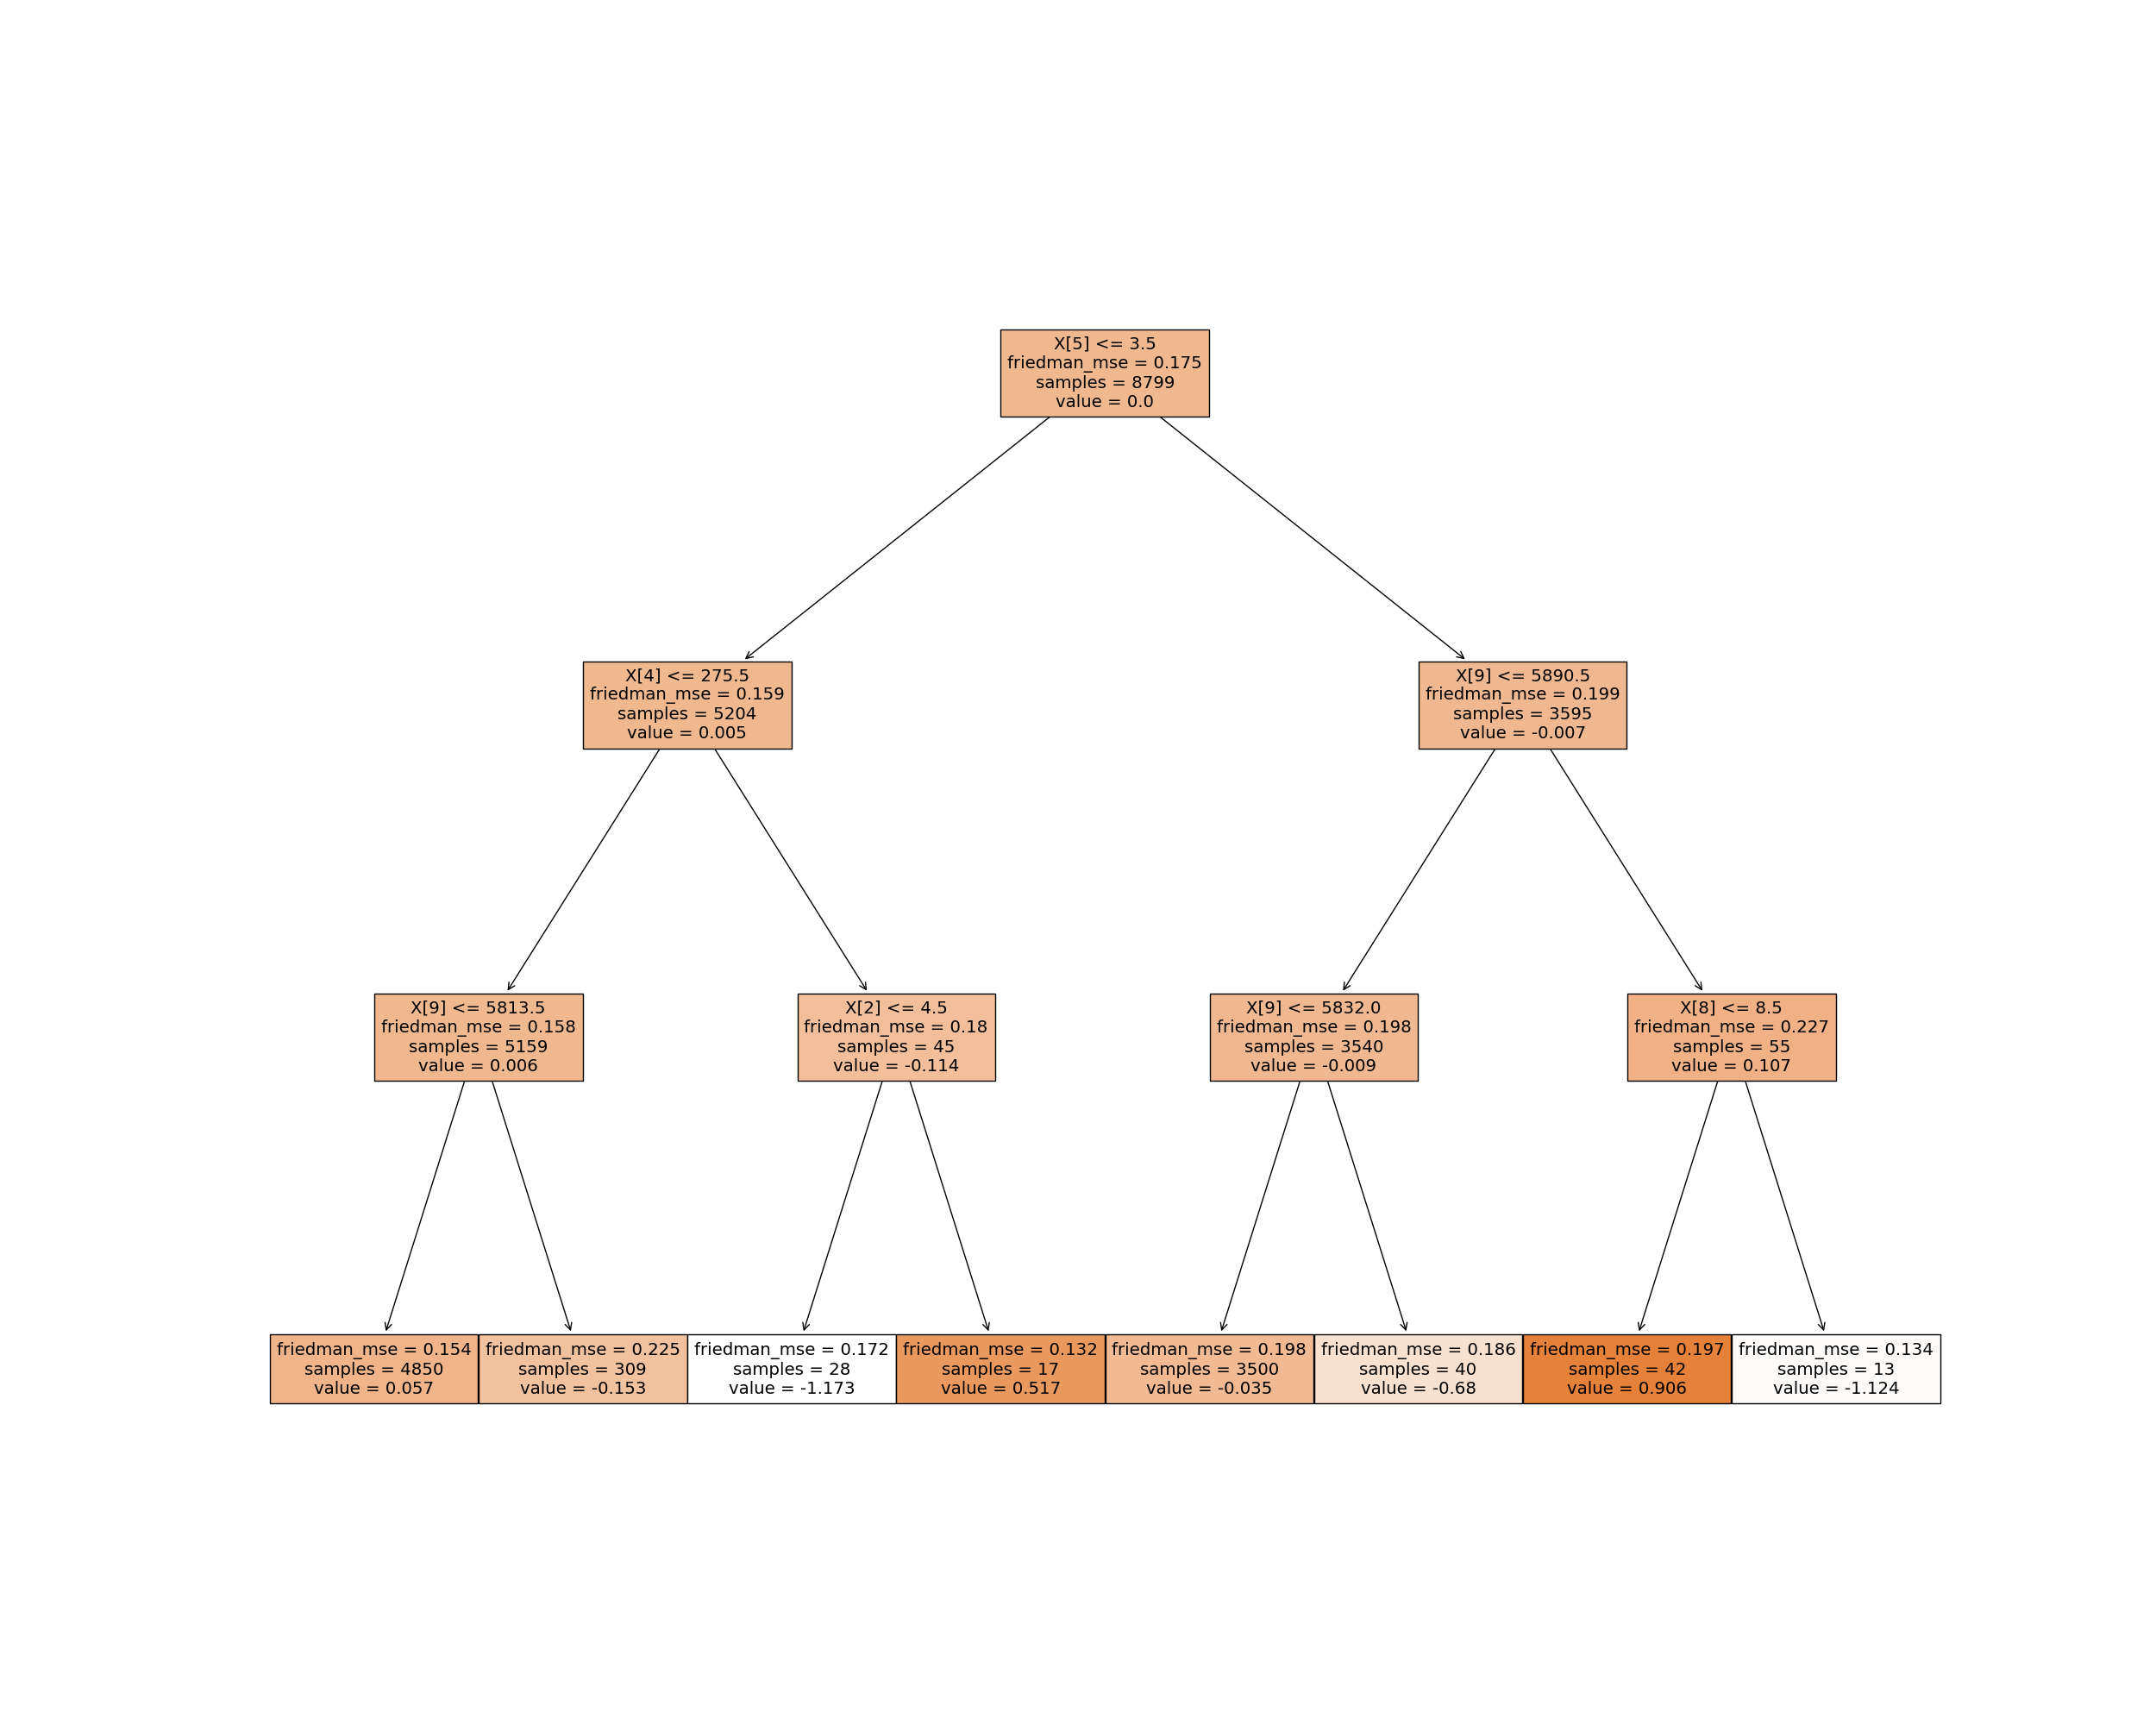 X[5] <= 3.5
friedman_mse = 0.175
samples = 8799
value = 0.0
X[4] <= 275.5
friedman_mse = 0.159
samples = 5204
value = 0.005
X[9] <= 5890.5
friedman_mse = 0.199
samples = 3595
value = -0.007
X[9] <= 5813.5
friedman_mse = 0.158
samples = 5159
value = 0.006
X[2] <= 4.5
friedman_mse = 0.18
samples = 45
value = -0.114
X[9] <= 5832.0
friedman_mse = 0.198
samples = 3540
value = -0.009
X[8] <= 8.5
friedman_mse = 0.227
samples = 55
value = 0.107
friedman_mse = 0.154
samples = 4850
value = 0.057
friedman_mse = 0.225
samples = 309
value = -0.153
friedman_mse = 0.172
samples = 28
value = -1.173
friedman_mse = 0.132
samples = 17
value = 0.517
friedman_mse = 0.198
samples = 3500
value = -0.035
friedman_mse = 0.186
samples = 40
value = -0.68
friedman_mse = 0.197
samples = 42
value = 0.906
friedman_mse = 0.134
samples = 13
value = -1.124